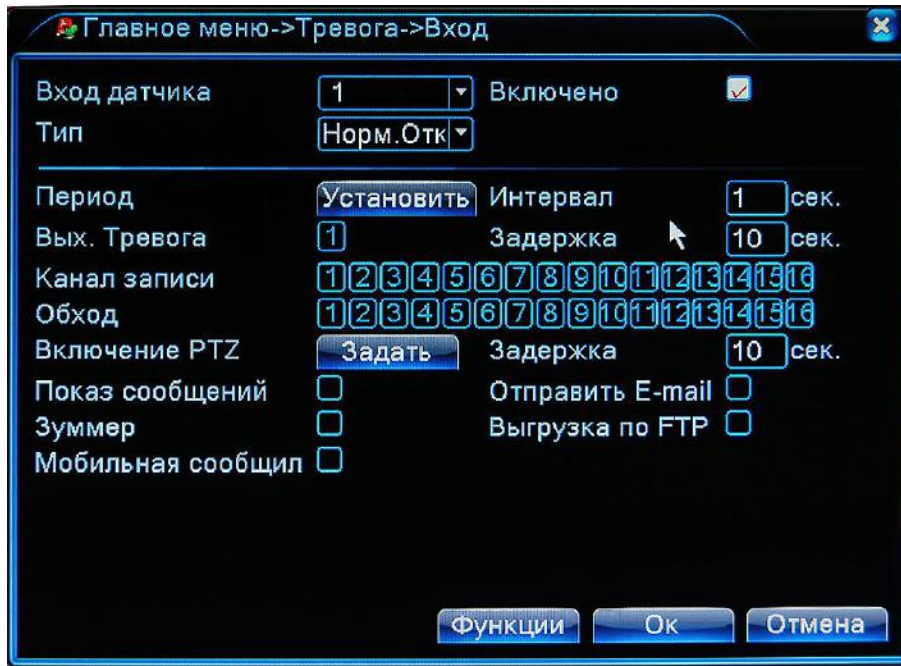 Главное меню->Тревога->Вход
Вход датчика 1 Включено
Тип Норм.Отк
Период Установить Интервал 1 сек.
Вых. Тревога 1 Задержка 10 сек.
Канал записи 1 2 3 4 5 6 7 8 9 10 11 12 13 14 15 16
Обход 1 2 3 4 5 6 7 8 9 10 11 12 13 14 15 16
Включение PTZ Задать Задержка 10 сек.
Показ сообщений Отправить E-mail
Зуммер Выгрузка по FTP
Мобильная сообщил
Функции Ок Отмена